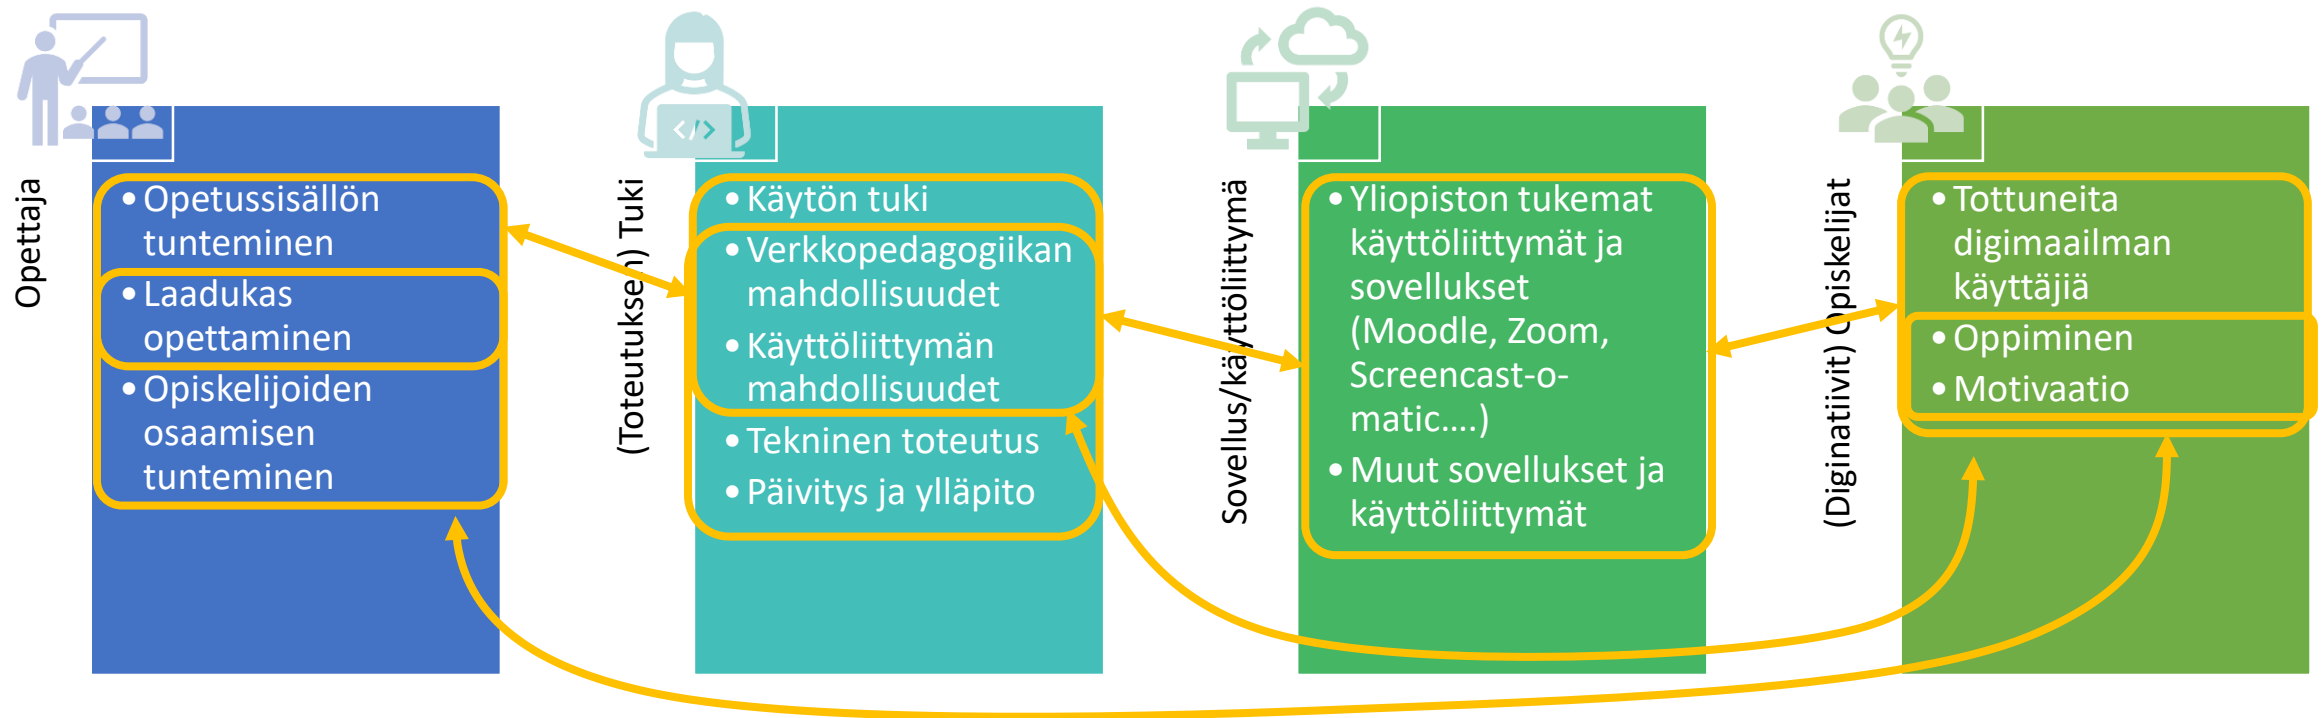 Opettaja
• Opetussisällön
tunteminen
• Laadukas
opettaminen
• Opiskelijoiden
osaamisen
tunteminen
(Toteutuksen) Tuki
</>
• Käytön tuki
• Verkkopedagogiikan
mahdollisuudet
• Käyttöliittymän
mahdollisuudet
• Tekninen toteutus
• Päivitys ja ylläpito
Sovellus/käyttöliittymä
• Yliopiston tukemat
käyttöliittymät ja
sovellukset
(Moodle, Zoom,
Screencast-o-
matic....)
• Muut sovellukset ja
käyttöliittymät
(Diginatiivit) Opiskelijat
• Tottuneita
digimaailman
käyttäjiä
• Oppiminen
• Motivaatio